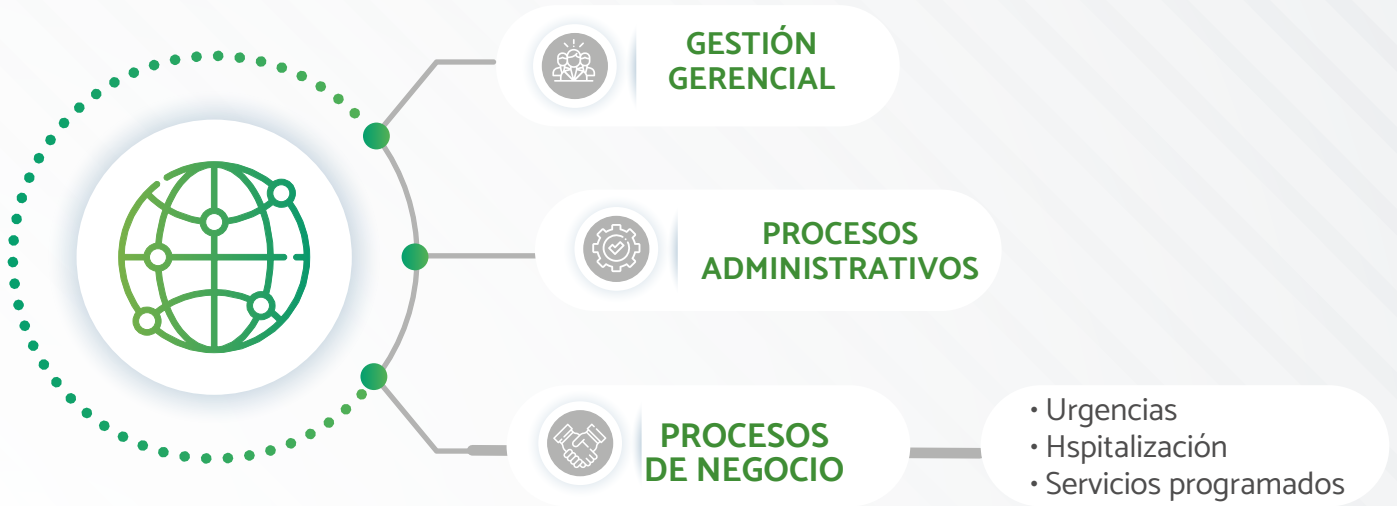 GESTIÓN
GERENCIAL
PROCESOS
ADMINISTRATIVOS
PROCESOS
DE NEGOCIO
• Urgencias
• Hspitalización
• Servicios programados